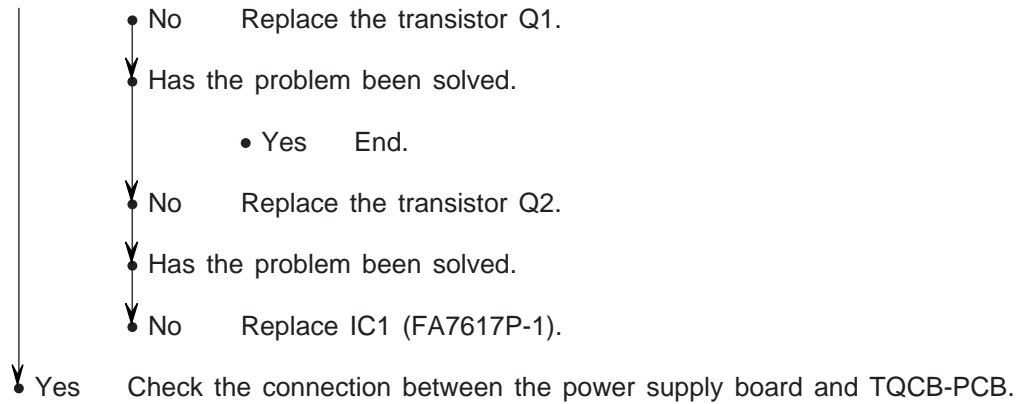 • No Replace the transistor Q1.
• Has the problem been solved.
• Yes End.
• No Replace the transistor Q2.
• Has the problem been solved.
• No Replace IC1 (FA7617P-1).
• Yes Check the connection between the power supply board and TQCB-PCB.